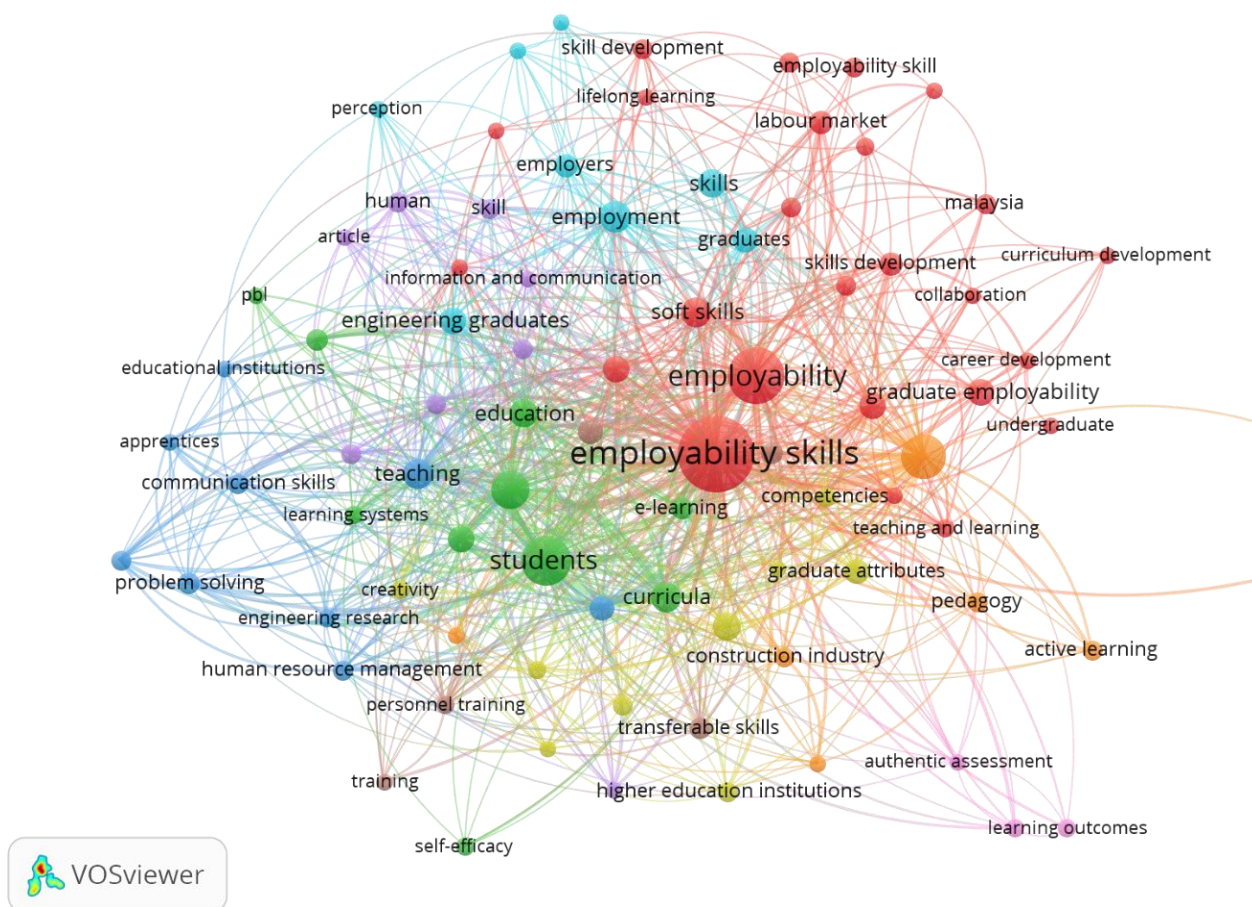 skill development
employability skill
lifelong learning
perception
labour market
employers
skills
human
skill
malaysia
employment
article
graduates
curriculum development
skills development
information and communication
collaboration
pbl
soft skills
engineering graduates
career development
educational institutions
employability
graduate employability
education
undergraduate
apprentices
employability skills
teaching
communication skills
competencies
e-learning
learning systems
teaching and learning
students
graduate attributes
problem solving
creativity
curricula
pedagogy
engineering research
active learning
construction industry
human resource management
personnel training
transferable skills
authentic assessment
training
higher education institutions
learning outcomes
self-efficacy
VOSviewer